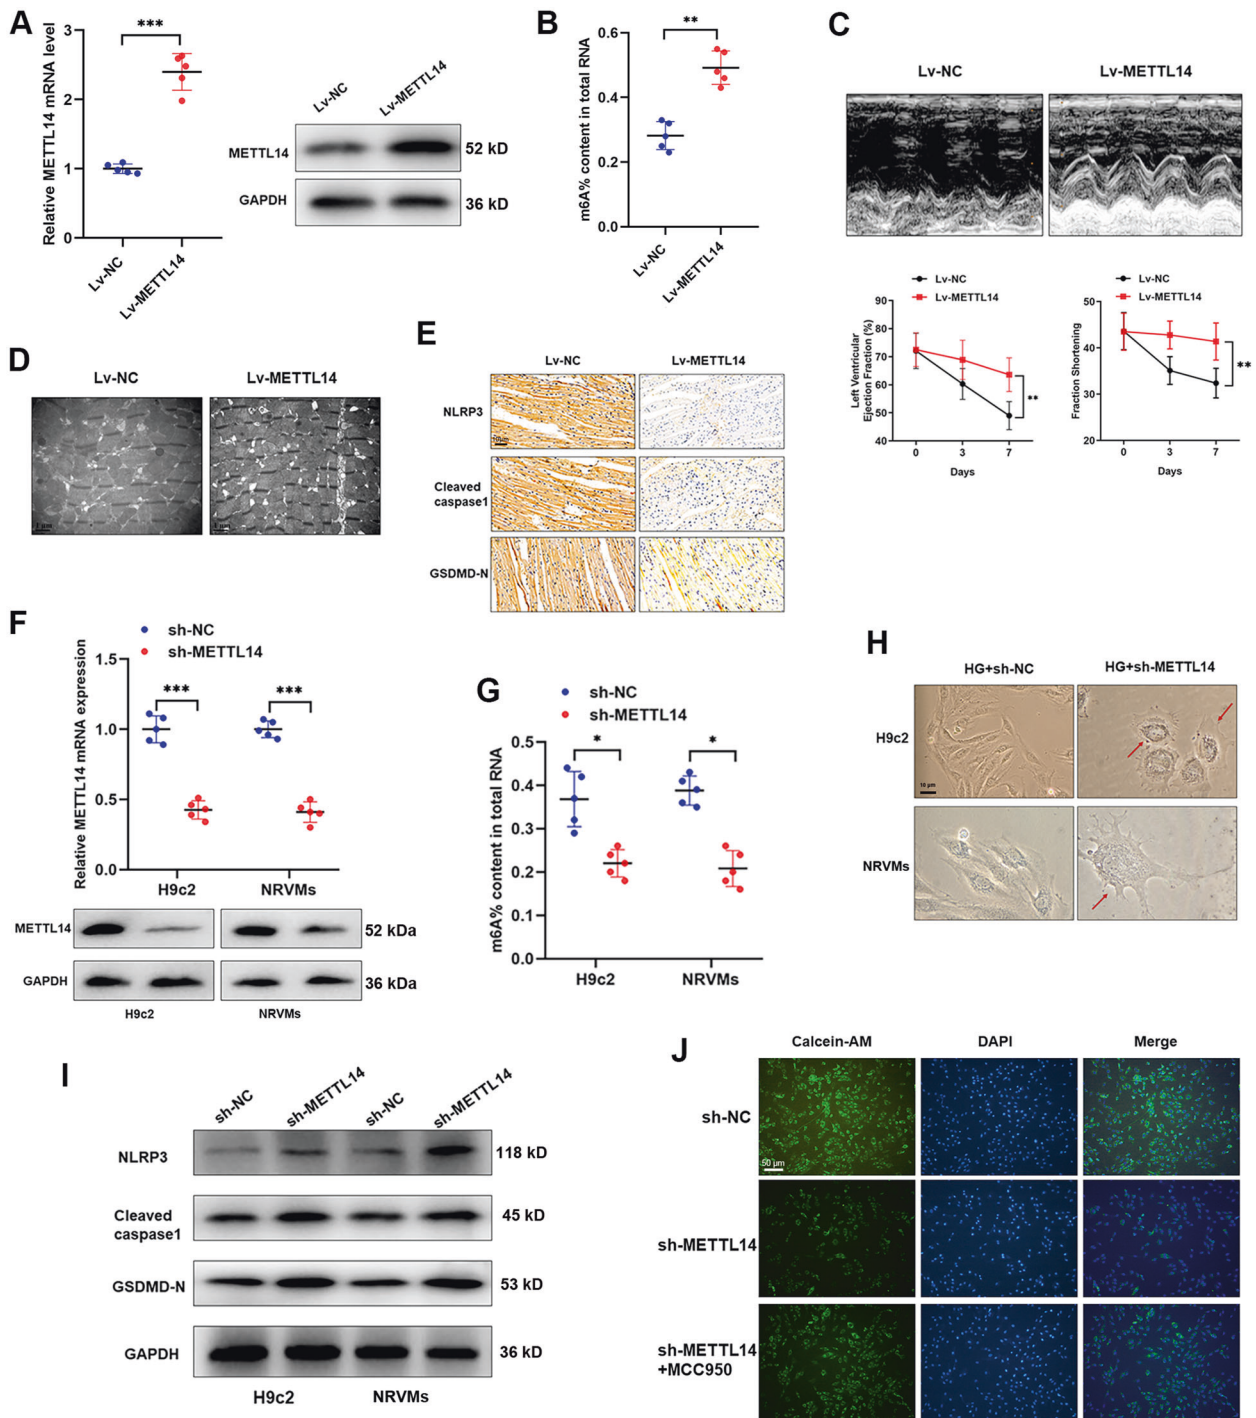 A
Relative METTL14 mRNA level
3
2
1
0
***
Lv-NC
Lv-METTL14
Lv-NC
Lv-METTL14
METTL14
52 kD
GAPDH
36 kD
B
m6A% content in total RNA
0.6
0.4
0.2
0.0
**
Lv-NC
Lv-METTL14
C
Lv-NC
Lv-METTL14
Lv-NC
Lv-METTL14
Left Ventricular
Ejection Fraction (%)
90
80
70
60
50
40
**
0
3
7
Days
Lv-NC
Lv-METTL14
Fraction Shortening
50
40
30
20
**
0
3
7
Days
D
Lv-NC
Lv-METTL14
1 μm
1 μm
E
Lv-NC
Lv-METTL14
NLRP3
Cleaved
caspase1
GSDMD-N
F
sh-NC
sh-METTL14
Relative METTL14 mRNA expression
1.5
1.0
0.5
0.0
***
***
H9c2
NRVMs
METTL14
52 kDa
GAPDH
36 kDa
H9c2
NRVMs
G
sh-NC
sh-METTL14
m6A% content in total RNA
0.5
0.4
0.3
0.2
0.1
0.0
*
*
H9c2
NRVMs
H
HG+sh-NC
HG+sh-METTL14
H9c2
10 μm
NRVMs
I
sh-NC
sh-METTL14
sh-NC
sh-METTL14
NLRP3
118 kD
Cleaved
caspase1
45 kD
GSDMD-N
53 kD
GAPDH
36 kD
H9c2
NRVMs
J
Calcein-AM
DAPI
Merge
sh-NC
50 μm
sh-METTL14
sh-METTL14
+MCC950